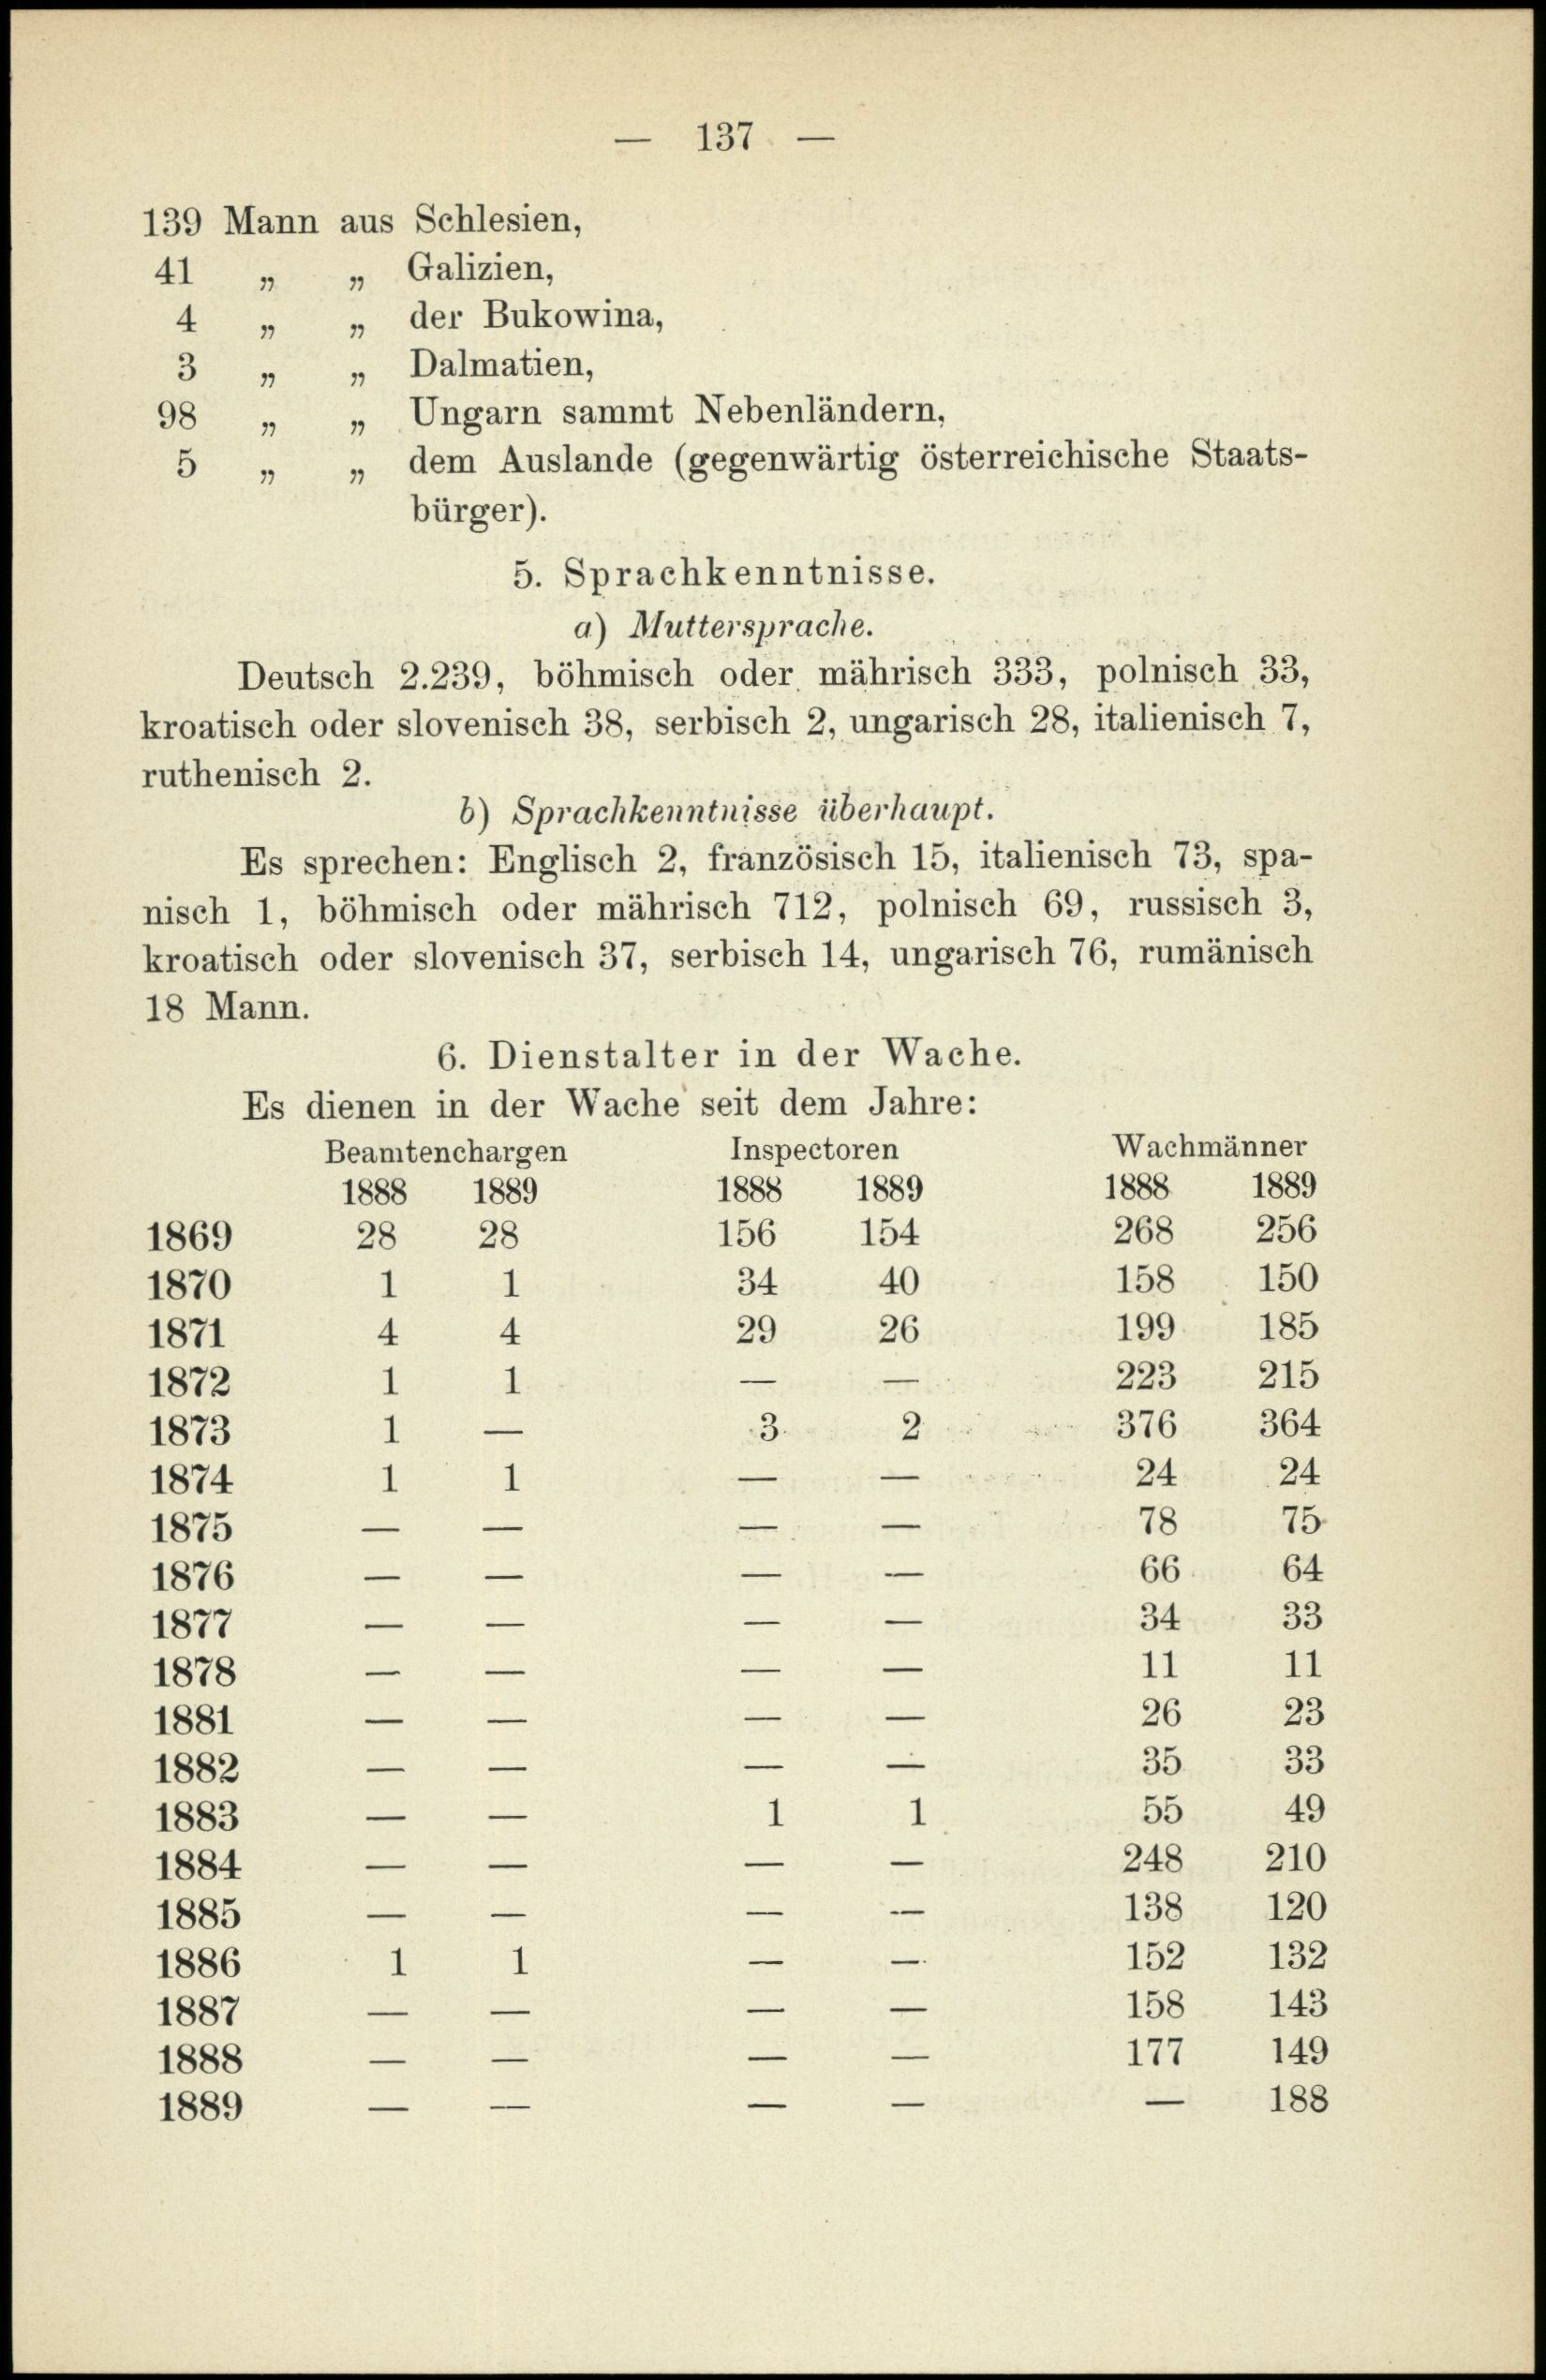 — 137 —
139 Mann aus Schlesien,
41 „ „ Galizien,
4 „ „ der Bukowina,
3 „ „ Dalmatien,
98 „ „ Ungarn sammt Nebenländern,
5 „ „ dem Auslande (gegenwärtig österreichische Staats-
bürger).
5. Sprachkenntnisse.
a) Muttersprache.
Deutsch 2.239, böhmisch oder mährisch 333, polnisch 33,
kroatisch oder slovenisch 38, serbisch 2, ungarisch 28, italienisch 7,
ruthenisch 2.
b) Sprachkenntnisse überhaupt.
Es sprechen: Englisch 2, französisch 15, italienisch 73, spa-
nisch 1, böhmisch oder mährisch 712, polnisch 69, russisch 3,
kroatisch oder slovenisch 37, serbisch 14, ungarisch 76, rumänisch
18 Mann.
6. Dienstalter in der Wache.
Es dienen in der Wache seit dem Jahre:
Beamtenchargen Inspectoren Wachmänner
1888 1889 1888 1889 1888 1889
1869 28 28 156 154 268 256
1870 1 1 34 40 158 150
1871 4 4 29 26 199 185
1872 1 1 — — 223 215
1873 1 — 3 2 376 364
1874 1 1 — — 24 24
1875 — — — — 78 75
1876 — — — — 66 64
1877 — — — — 34 33
1878 — — — — 11 11
1881 — — — — 26 23
1882 — — — — 35 33
1883 — — 1 1 55 49
1884 — — — — 248 210
1885 — — — — 138 120
1886 1 1 — — 152 132
1887 — — — — 158 143
1888 — — — — 177 149
1889 — — — — — 188